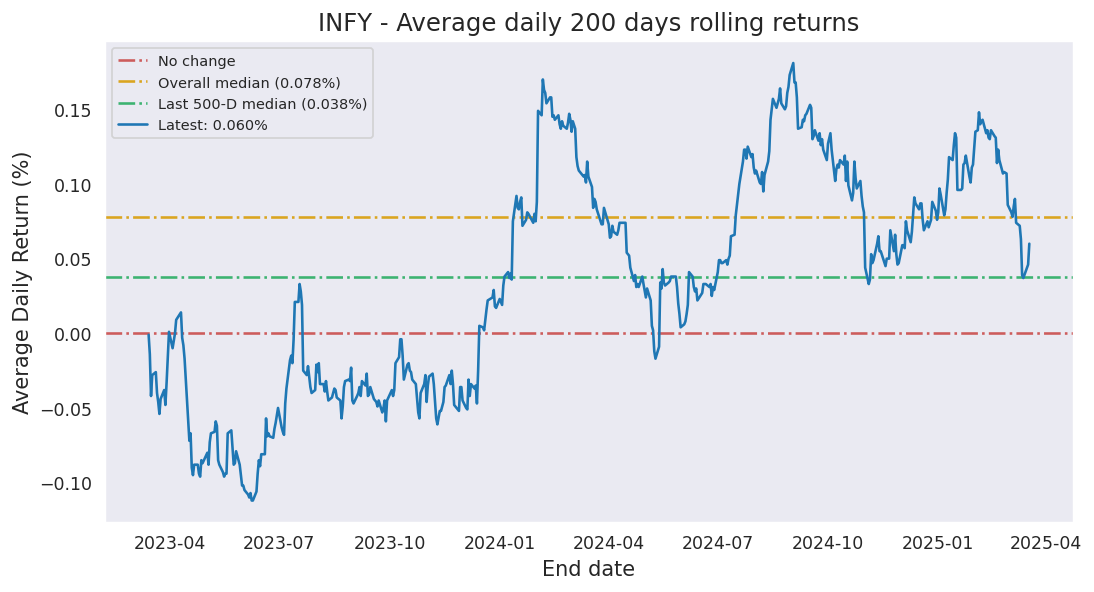 INFY - Average daily 200 days rolling returns
No change
Overall median (0.078%)
Last 500-D median (0.038%)
Latest: 0.060%
Average Daily Return (%)
0.15
0.10
0.05
0.00
−0.05
−0.10
2023-04 2023-07 2023-10 2024-01 2024-04 2024-07 2024-10 2025-01 2025-04
End date